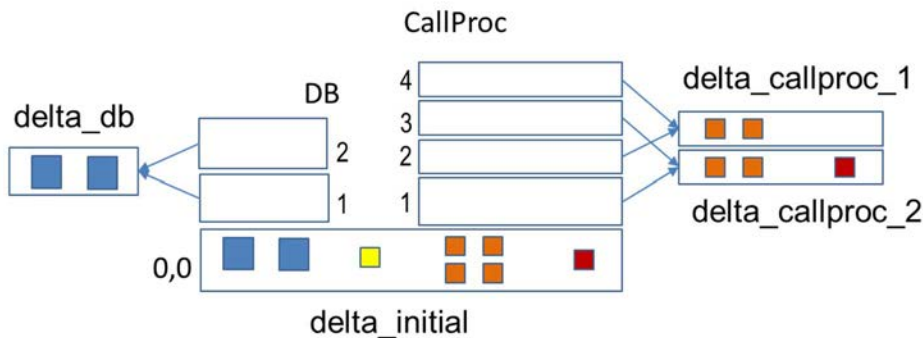 CallProc
4
delta_callproc_1
DB
3
delta_db
2
2
1
1
delta_callproc_2
0,0
delta_initial